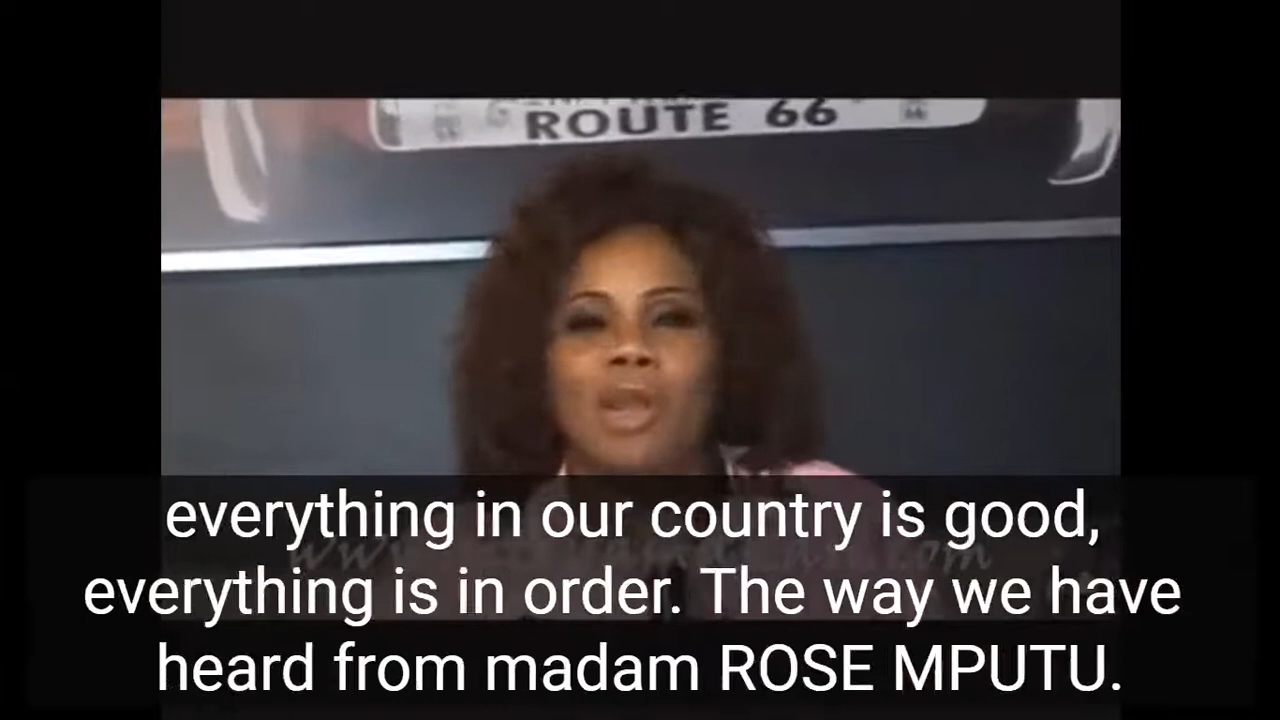 ROUTE 66
everything in our country is good,
everything is in order. The way we have
heard from madam ROSE MPUTU.